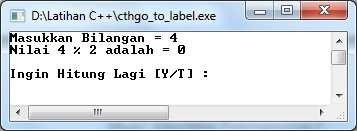 D:\Latihan C++\cthgo_to_label.exe
Masukkan Bilangan = 4
Nilai 4 % 2 adalah = 0
Ingin Hitung Lagi [Y/T] :